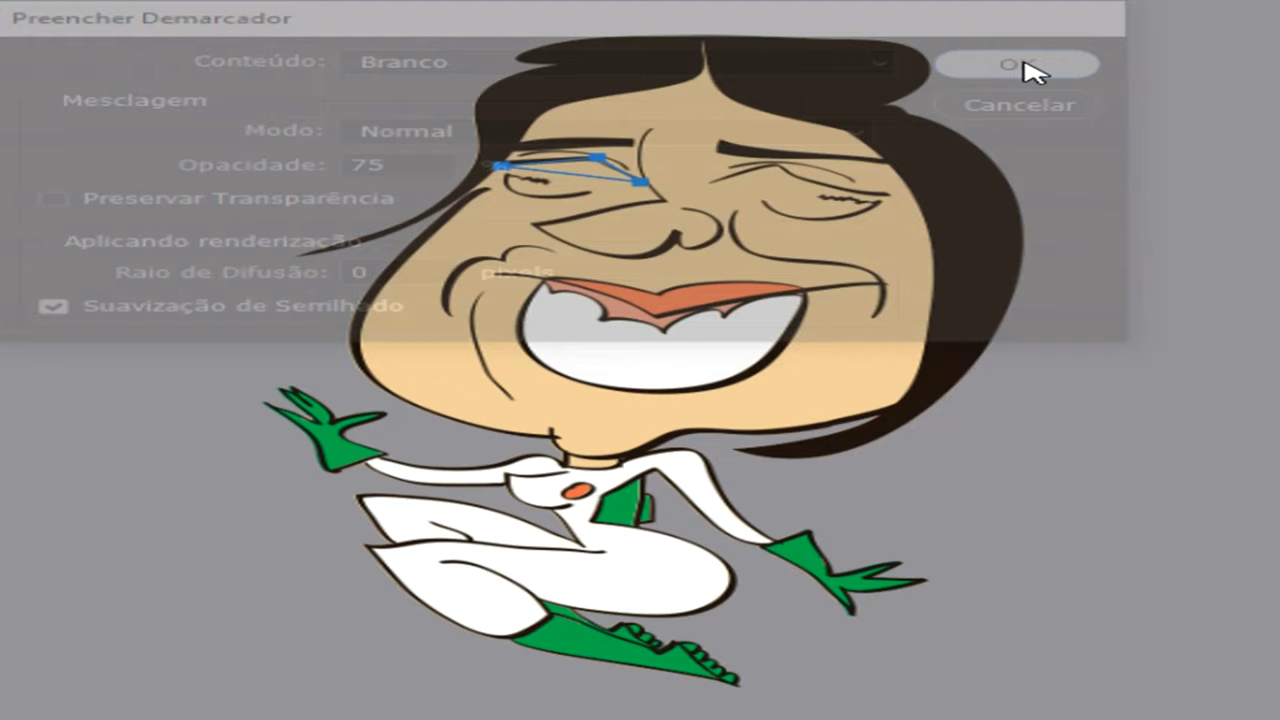 Preencher Demarcador
Conteúdo: Branco
Mesclagem
Modo: Normal
Opacidade: 75
Preservar Transparência
Aplicando renderização
Raio de Difusão: 0 pixels
Suavização de Serrilhado
Cancelar